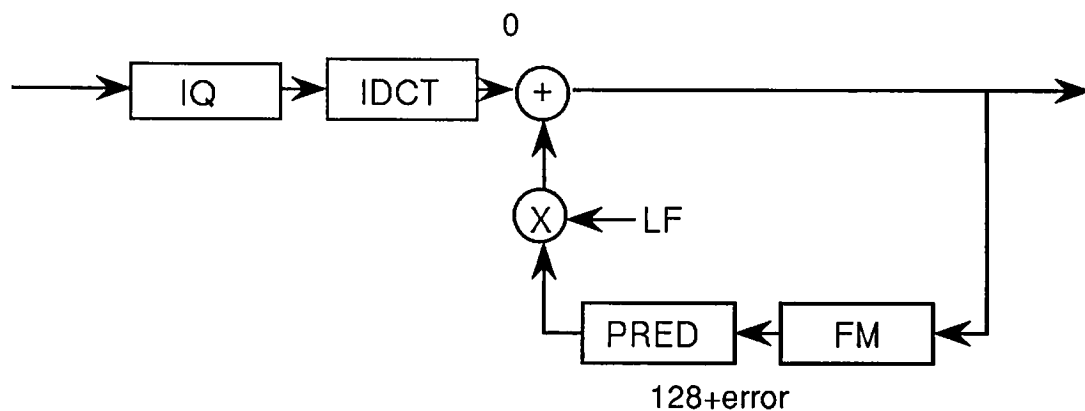 0
IQ
IDCT
+
X
LF
PRED
FM
128+error